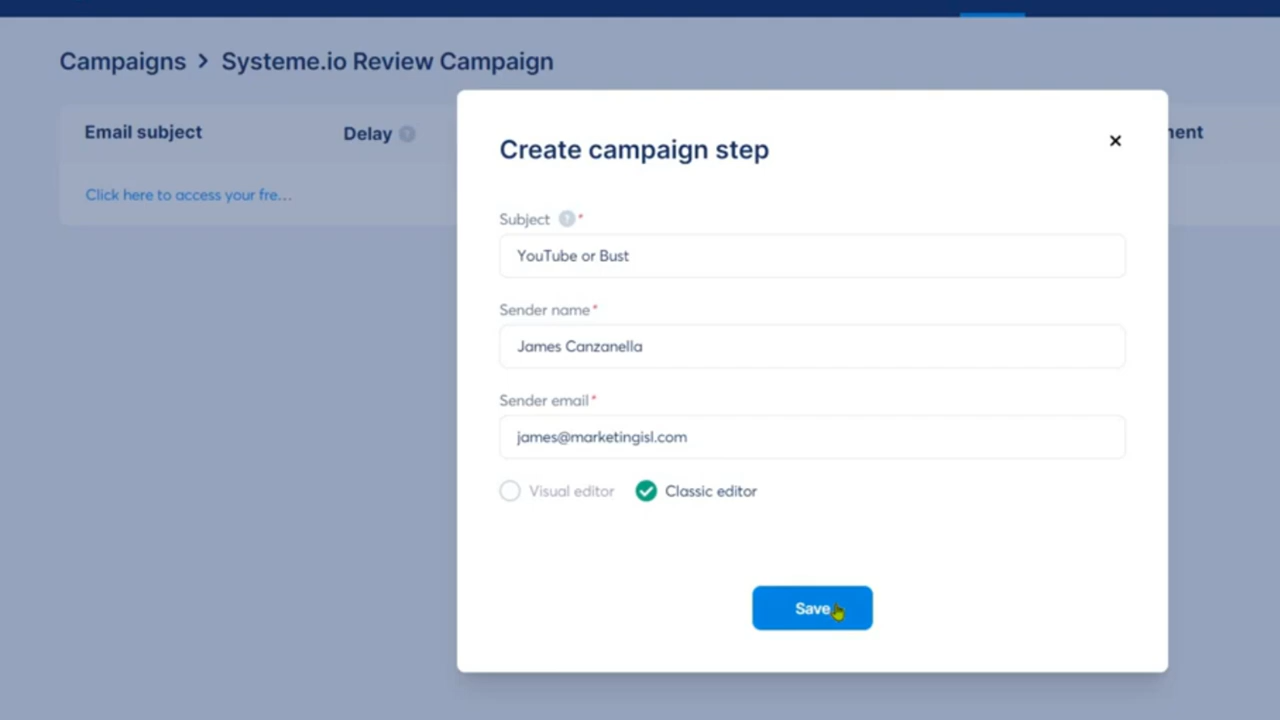 Campaigns > Systeme.io Review Campaign
Email subject
Delay ?
Click here to access your fre...
Create campaign step
Subject ? *
YouTube or Bust
Sender name *
James Canzanella
Sender email *
james@marketingisl.com
Visual editor
Classic editor
Save